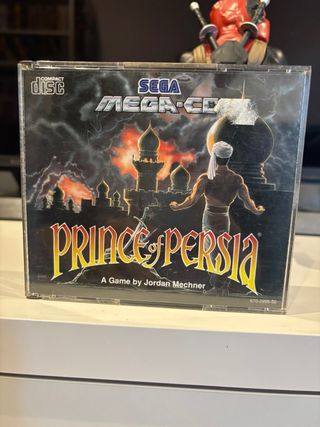 COMPACT
disc
SEGA
MEGA-CD
PRINCE of PERSIA
A Game by Jordan Mechner